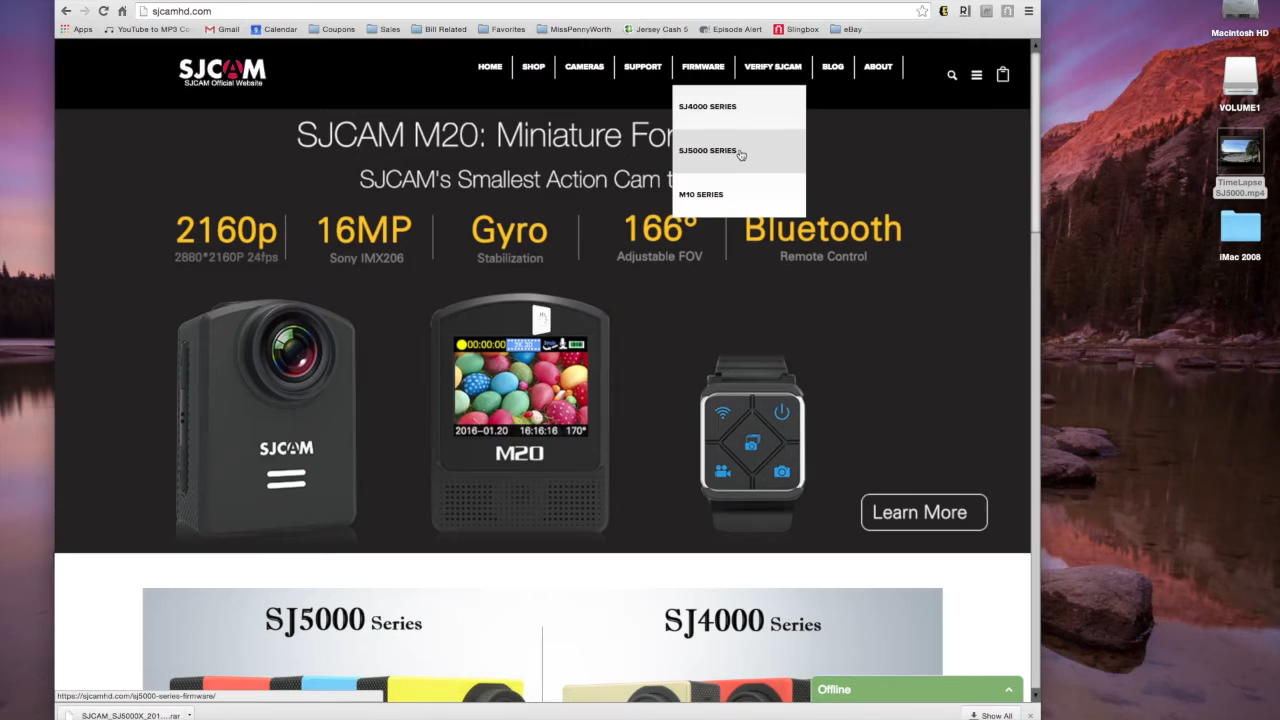 sjcamhd.com
Apps
YouTube to MP3 Co
Gmail
Calendar
Coupons
Sales
Bill Related
Favorites
MissPennyWorth
Jersey Cash 5
Episode Alert
Slingbox
eBay
Macintosh HD
VOLUME1
TimeLapse
SJ5000.mp4
iMac 2008
SJCAM
SJCAM Official Website
HOME
SHOP
CAMERAS
SUPPORT
FIRMWARE
VERIFY SJCAM
BLOG
ABOUT
SJ4000 SERIES
SJ5000 SERIES
M10 SERIES
SJCAM M20: Miniature For
SJCAM's Smallest Action Cam t
2160p
2880*2160P 24fps
16MP
Sony IMX206
Gyro
Stabilization
166°
Adjustable FOV
Bluetooth
Remote Control
00:00:00
2016-01.20 16:16:16 170°
SJCAM
M20
Learn More
SJ5000 Series
SJ4000 Series
https://sjcamhd.com/sj5000-series-firmware/
Offline
SJCAM_SJ5000X_201....rar
Show All